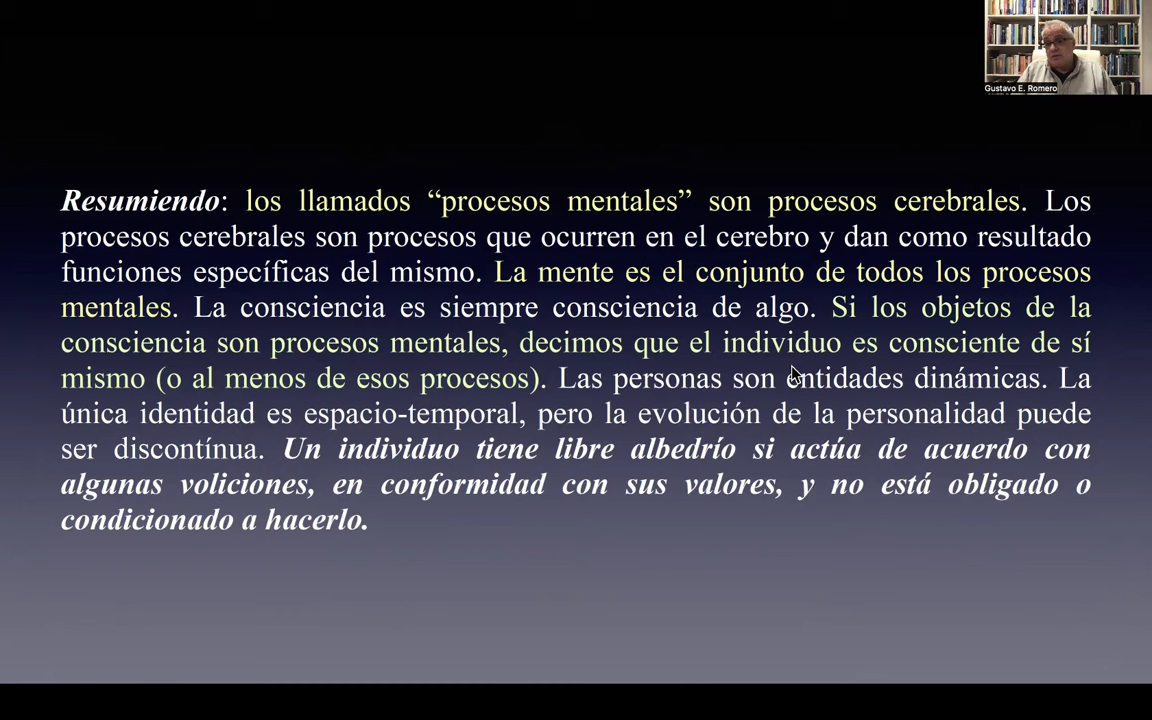 Gustavo E. Romero
Resumiendo: los llamados “procesos mentales” son procesos cerebrales. Los
procesos cerebrales son procesos que ocurren en el cerebro y dan como resultado
funciones específicas del mismo. La mente es el conjunto de todos los procesos
mentales. La consciencia es siempre consciencia de algo. Si los objetos de la
consciencia son procesos mentales, decimos que el individuo es consciente de sí
mismo (o al menos de esos procesos). Las personas son entidades dinámicas. La
única identidad es espacio-temporal, pero la evolución de la personalidad puede
ser discontínua. Un individuo tiene libre albedrío si actúa de acuerdo con
algunas voliciones, en conformidad con sus valores, y no está obligado o
condicionado a hacerlo.